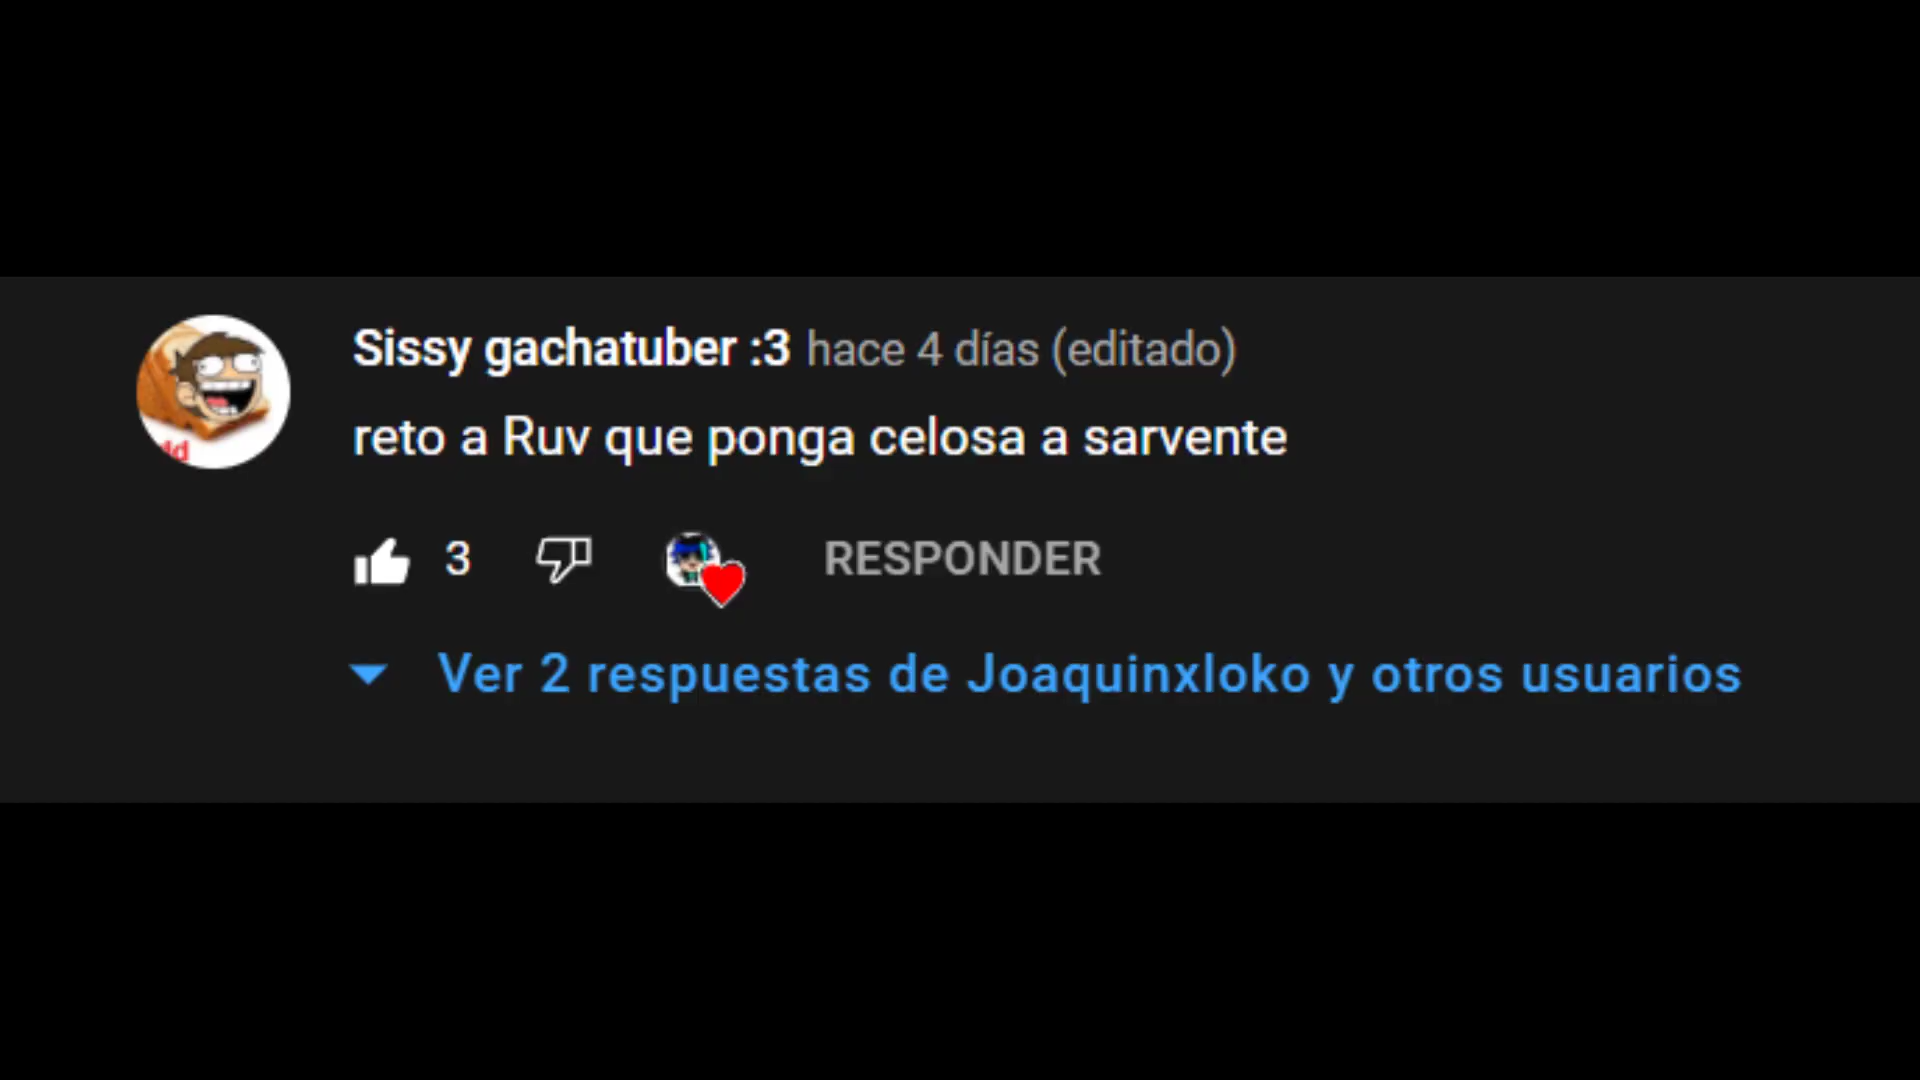 Sissy gachatuber :3 hace 4 días (editado)
reto a Ruv que ponga celosa a sarvente
3 RESPONDER
Ver 2 respuestas de Joaquinxloko y otros usuarios